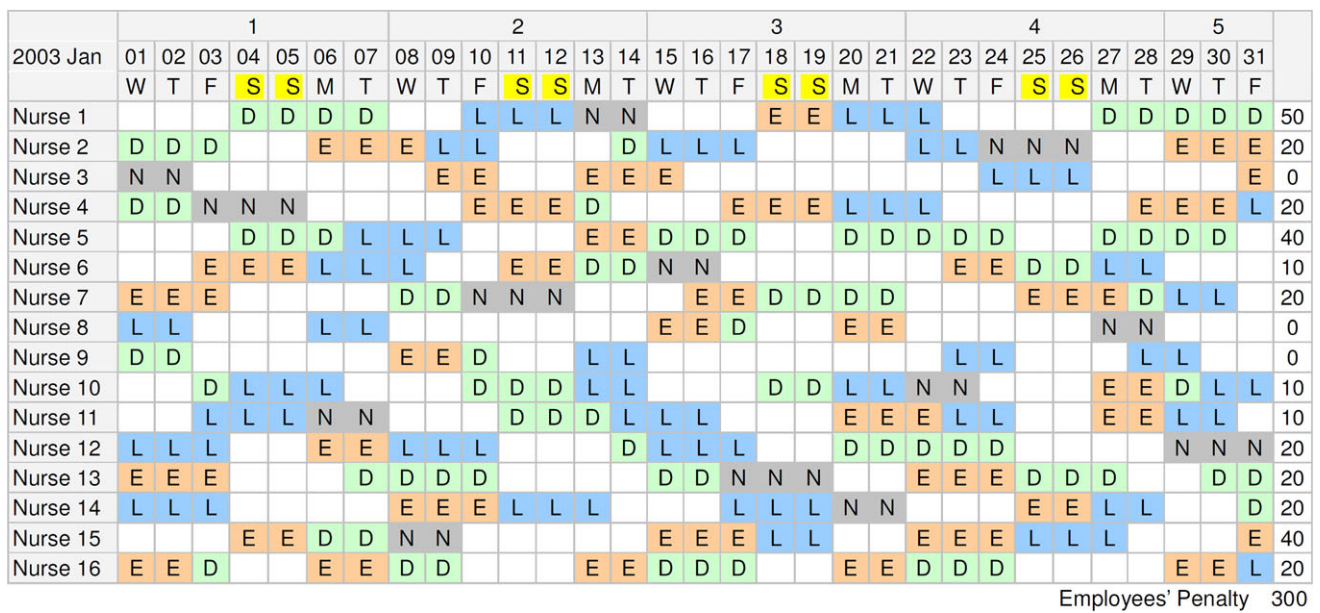 1 2 3 4 5
2003 Jan 01 02 03 04 05 06 07 08 09 10 11 12 13 14 15 16 17 18 19 20 21 22 23 24 25 26 27 28 29 30 31
W T F S S M T W T F S S M T W T F S S M T W T F S S M T W T F
Nurse 1 D D D D L L L N N E E L L L D D D D D 50
Nurse 2 D D D E E E L L D L L L L L N N N E E E 20
Nurse 3 N N E E E E E E L L L E 0
Nurse 4 D D N N N E E E D E E E L L L E E E L 20
Nurse 5 D D D L L L E E D D D D D D D D D D D D 40
Nurse 6 E E E L L L E E D D N N E E D D L L 10
Nurse 7 E E E D D N N N E E D D D D E E E D L L 20
Nurse 8 L L L L E E D E E N N 0
Nurse 9 D D E E D L L L L L L 0
Nurse 10 D L L L D D D L L D D L L N N E E D L L 10
Nurse 11 L L L N N D D D L L L E E E L L E E L L 10
Nurse 12 L L L E E L L L D L L L D D D D D N N N 20
Nurse 13 E E E D D D D D D N N N E E E D D D D D 20
Nurse 14 L L L E E E L L L L L L N N E E L L D 20
Nurse 15 E E D D N N E E E L L E E E L L L E 40
Nurse 16 E E D E E D D E E D D D E E D D D E E L 20
Employees' Penalty 300